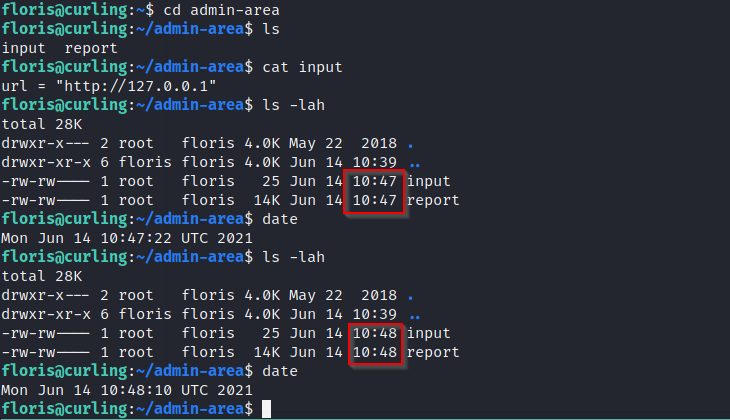 floris@curling:~$ cd admin-area
floris@curling:~/admin-area$ ls
input  report
floris@curling:~/admin-area$ cat input
url = "http://127.0.0.1"
floris@curling:~/admin-area$ ls -lah
total 28K
drwxr-x--- 2 root   floris 4.0K May 22  2018 .
drwxr-xr-x 6 floris floris 4.0K Jun 14 10:39 ..
-rw-rw---- 1 root   floris   25 Jun 14 10:47 input
-rw-rw---- 1 root   floris  14K Jun 14 10:47 report
floris@curling:~/admin-area$ date
Mon Jun 14 10:47:22 UTC 2021
floris@curling:~/admin-area$ ls -lah
total 28K
drwxr-x--- 2 root   floris 4.0K May 22  2018 .
drwxr-xr-x 6 floris floris 4.0K Jun 14 10:39 ..
-rw-rw---- 1 root   floris   25 Jun 14 10:48 input
-rw-rw---- 1 root   floris  14K Jun 14 10:48 report
floris@curling:~/admin-area$ date
Mon Jun 14 10:48:10 UTC 2021
floris@curling:~/admin-area$